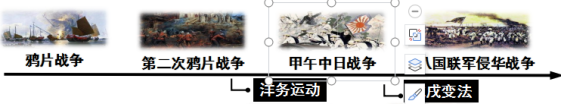 鸦片战争
第二次鸦片战争
甲午中日战争
八国联军侵华战争
洋务运动
戊变法